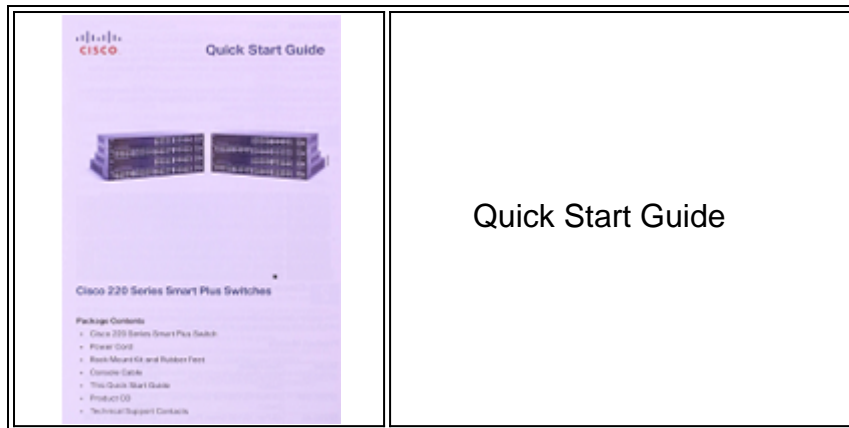 CISCO
Quick Start Guide
Cisco 220 Series Smart Plus Switches
Package Contents
• Cisco 220 Series Smart Plus Switch
• Power Cord
• Rack Mount Kit and Rubber Feet
• Console Cable
• This Quick Start Guide
• Product CD
• Technical Support Contacts
Quick Start Guide